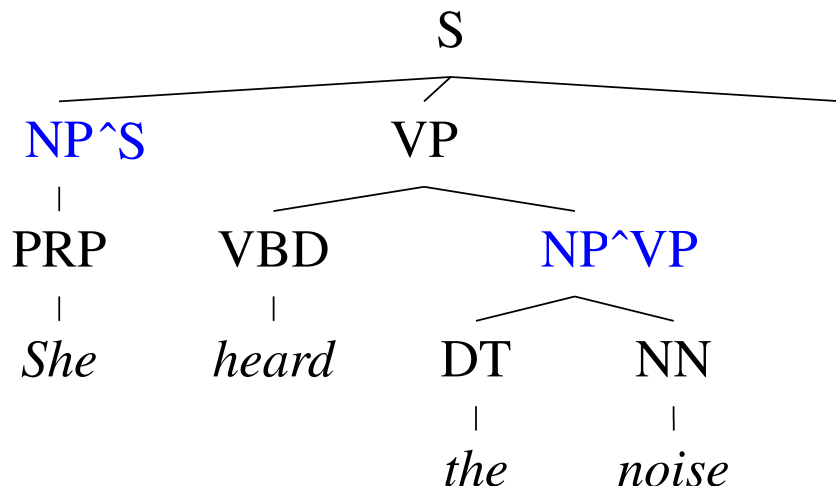 S
NP^S VP
PRP VBD NP^VP
She heard DT NN
the noise